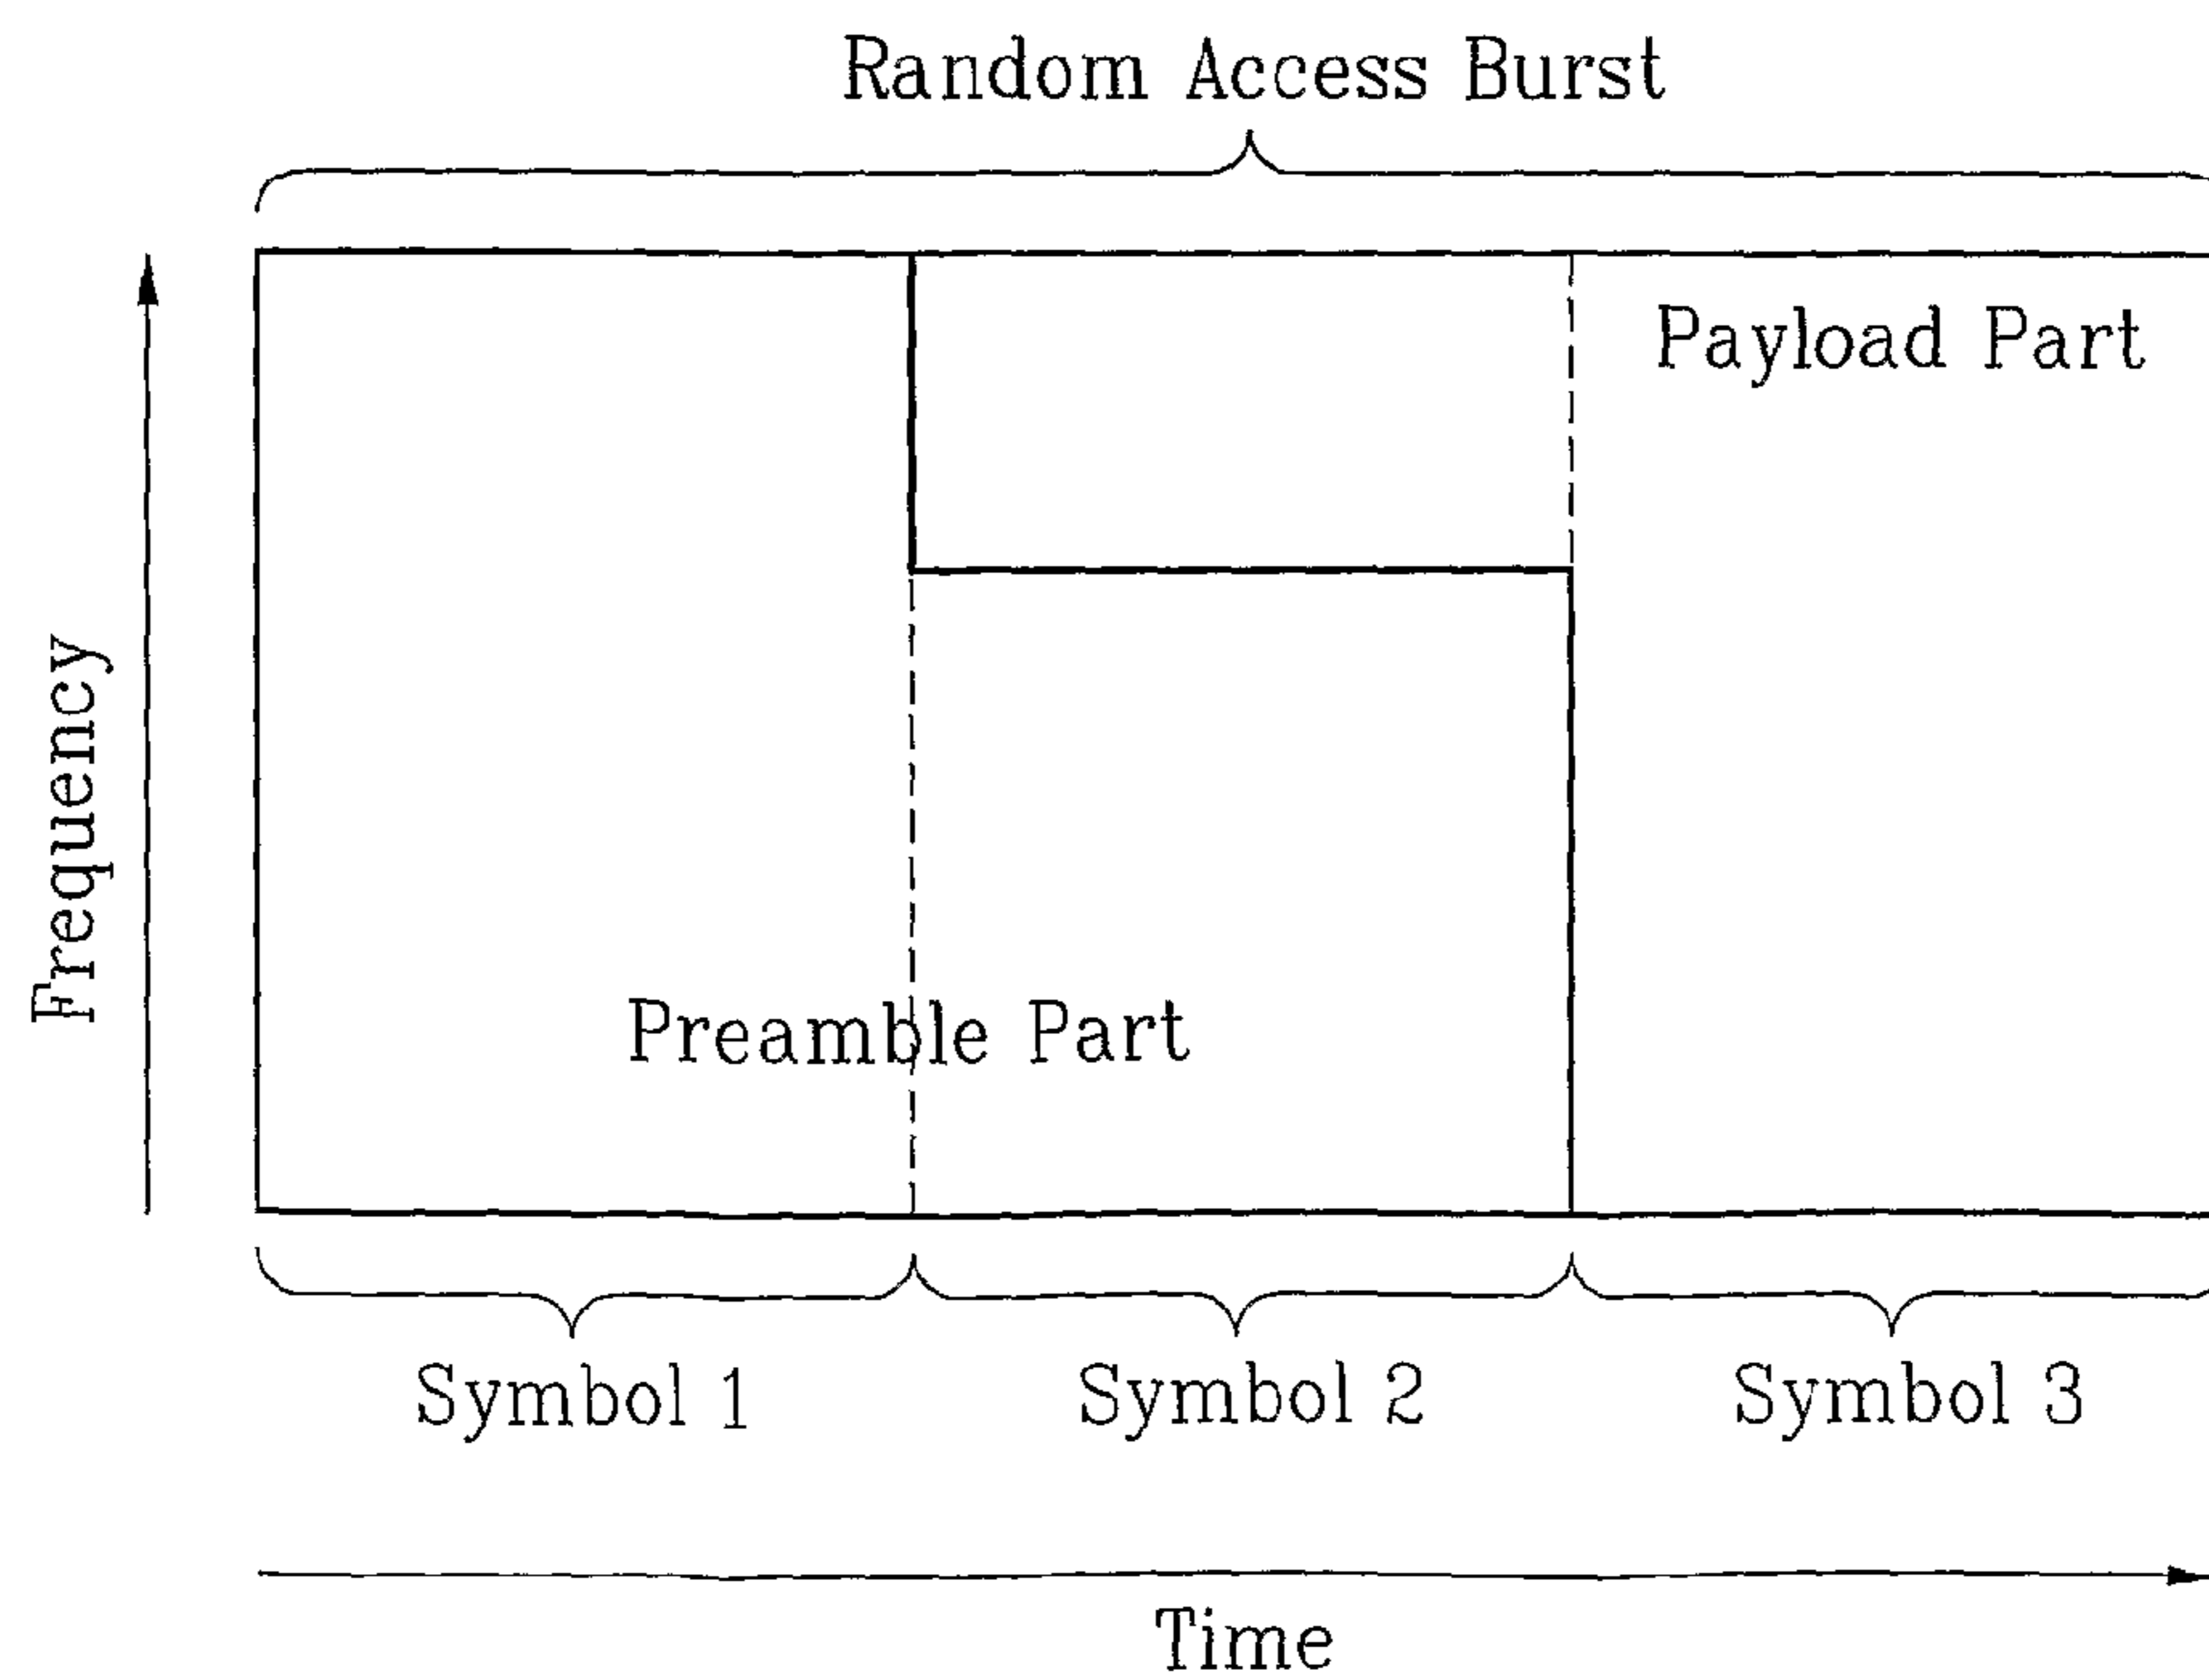 Random Access Burst
Payload Part
Frequency
Preamble Part
Symbol 1
Symbol 2
Symbol 3
Time